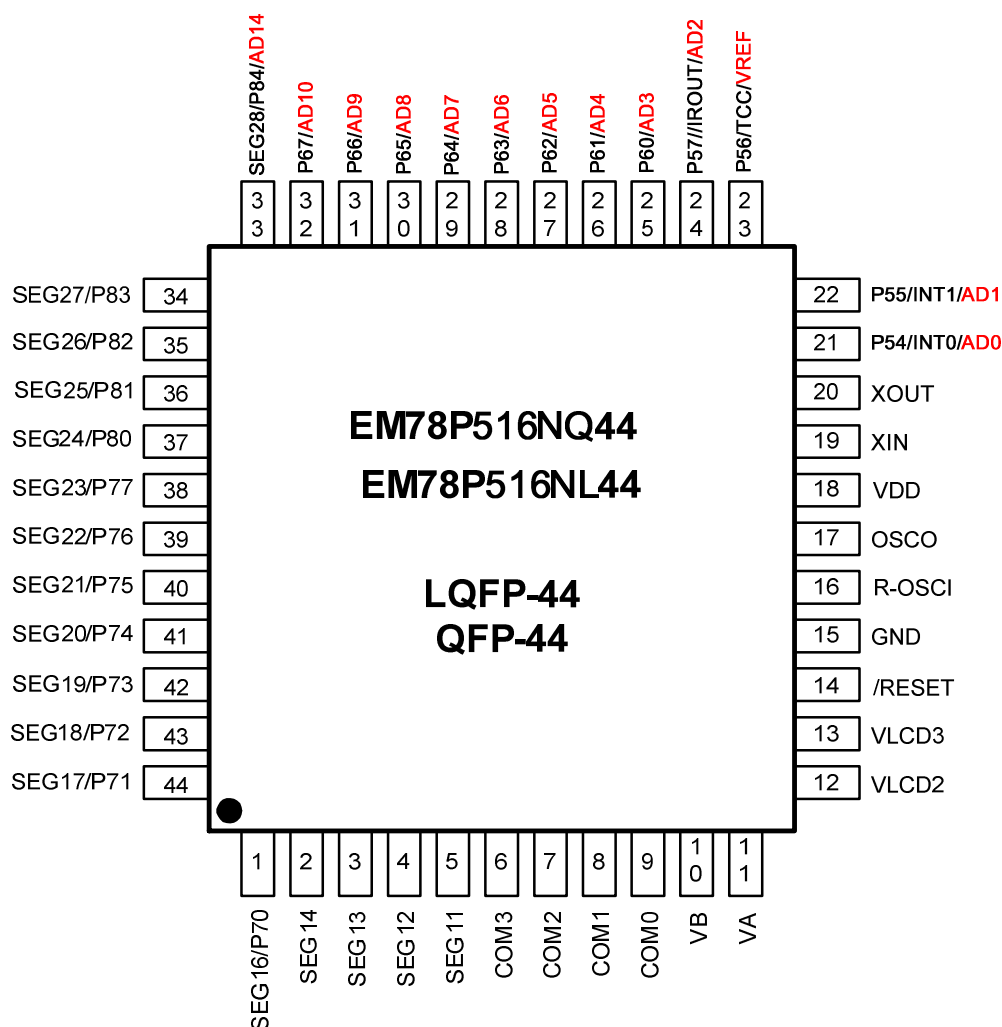 SEG28/P84/AD14
P67/AD10
P66/AD9
P65/AD8
P64/AD7
P63/AD6
P62/AD5
P61/AD4
P60/AD3
P57//IROUT/AD2
P56/TCC/VREF
33
32
31
30
29
28
27
26
25
24
23
SEG27/P83 34
SEG26/P82 35
SEG25/P81 36
SEG24/P80 37
SEG23/P77 38
SEG22/P76 39
SEG21/P75 40
SEG20/P74 41
SEG19/P73 42
SEG18/P72 43
SEG17/P71 44
EM78P516NQ44
EM78P516NL44
LQFP-44
QFP-44
22 P55/INT1/AD1
21 P54/INT0/AD0
20 XOUT
19 XIN
18 VDD
17 OSCO
16 R-OSCI
15 GND
14 /RESET
13 VLCD3
12 VLCD2
1
2
3
4
5
6
7
8
9
10
11
SEG16/P70
SEG14
SEG13
SEG12
SEG11
COM3
COM2
COM1
COM0
VB
VA